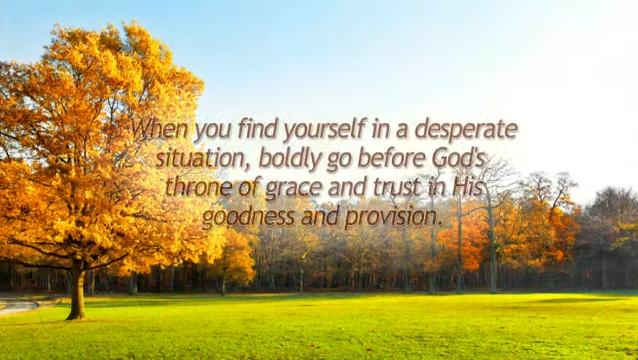 When you find yourself in a desperate
situation, boldly go before God's
throne of grace and trust in His
goodness and provision.